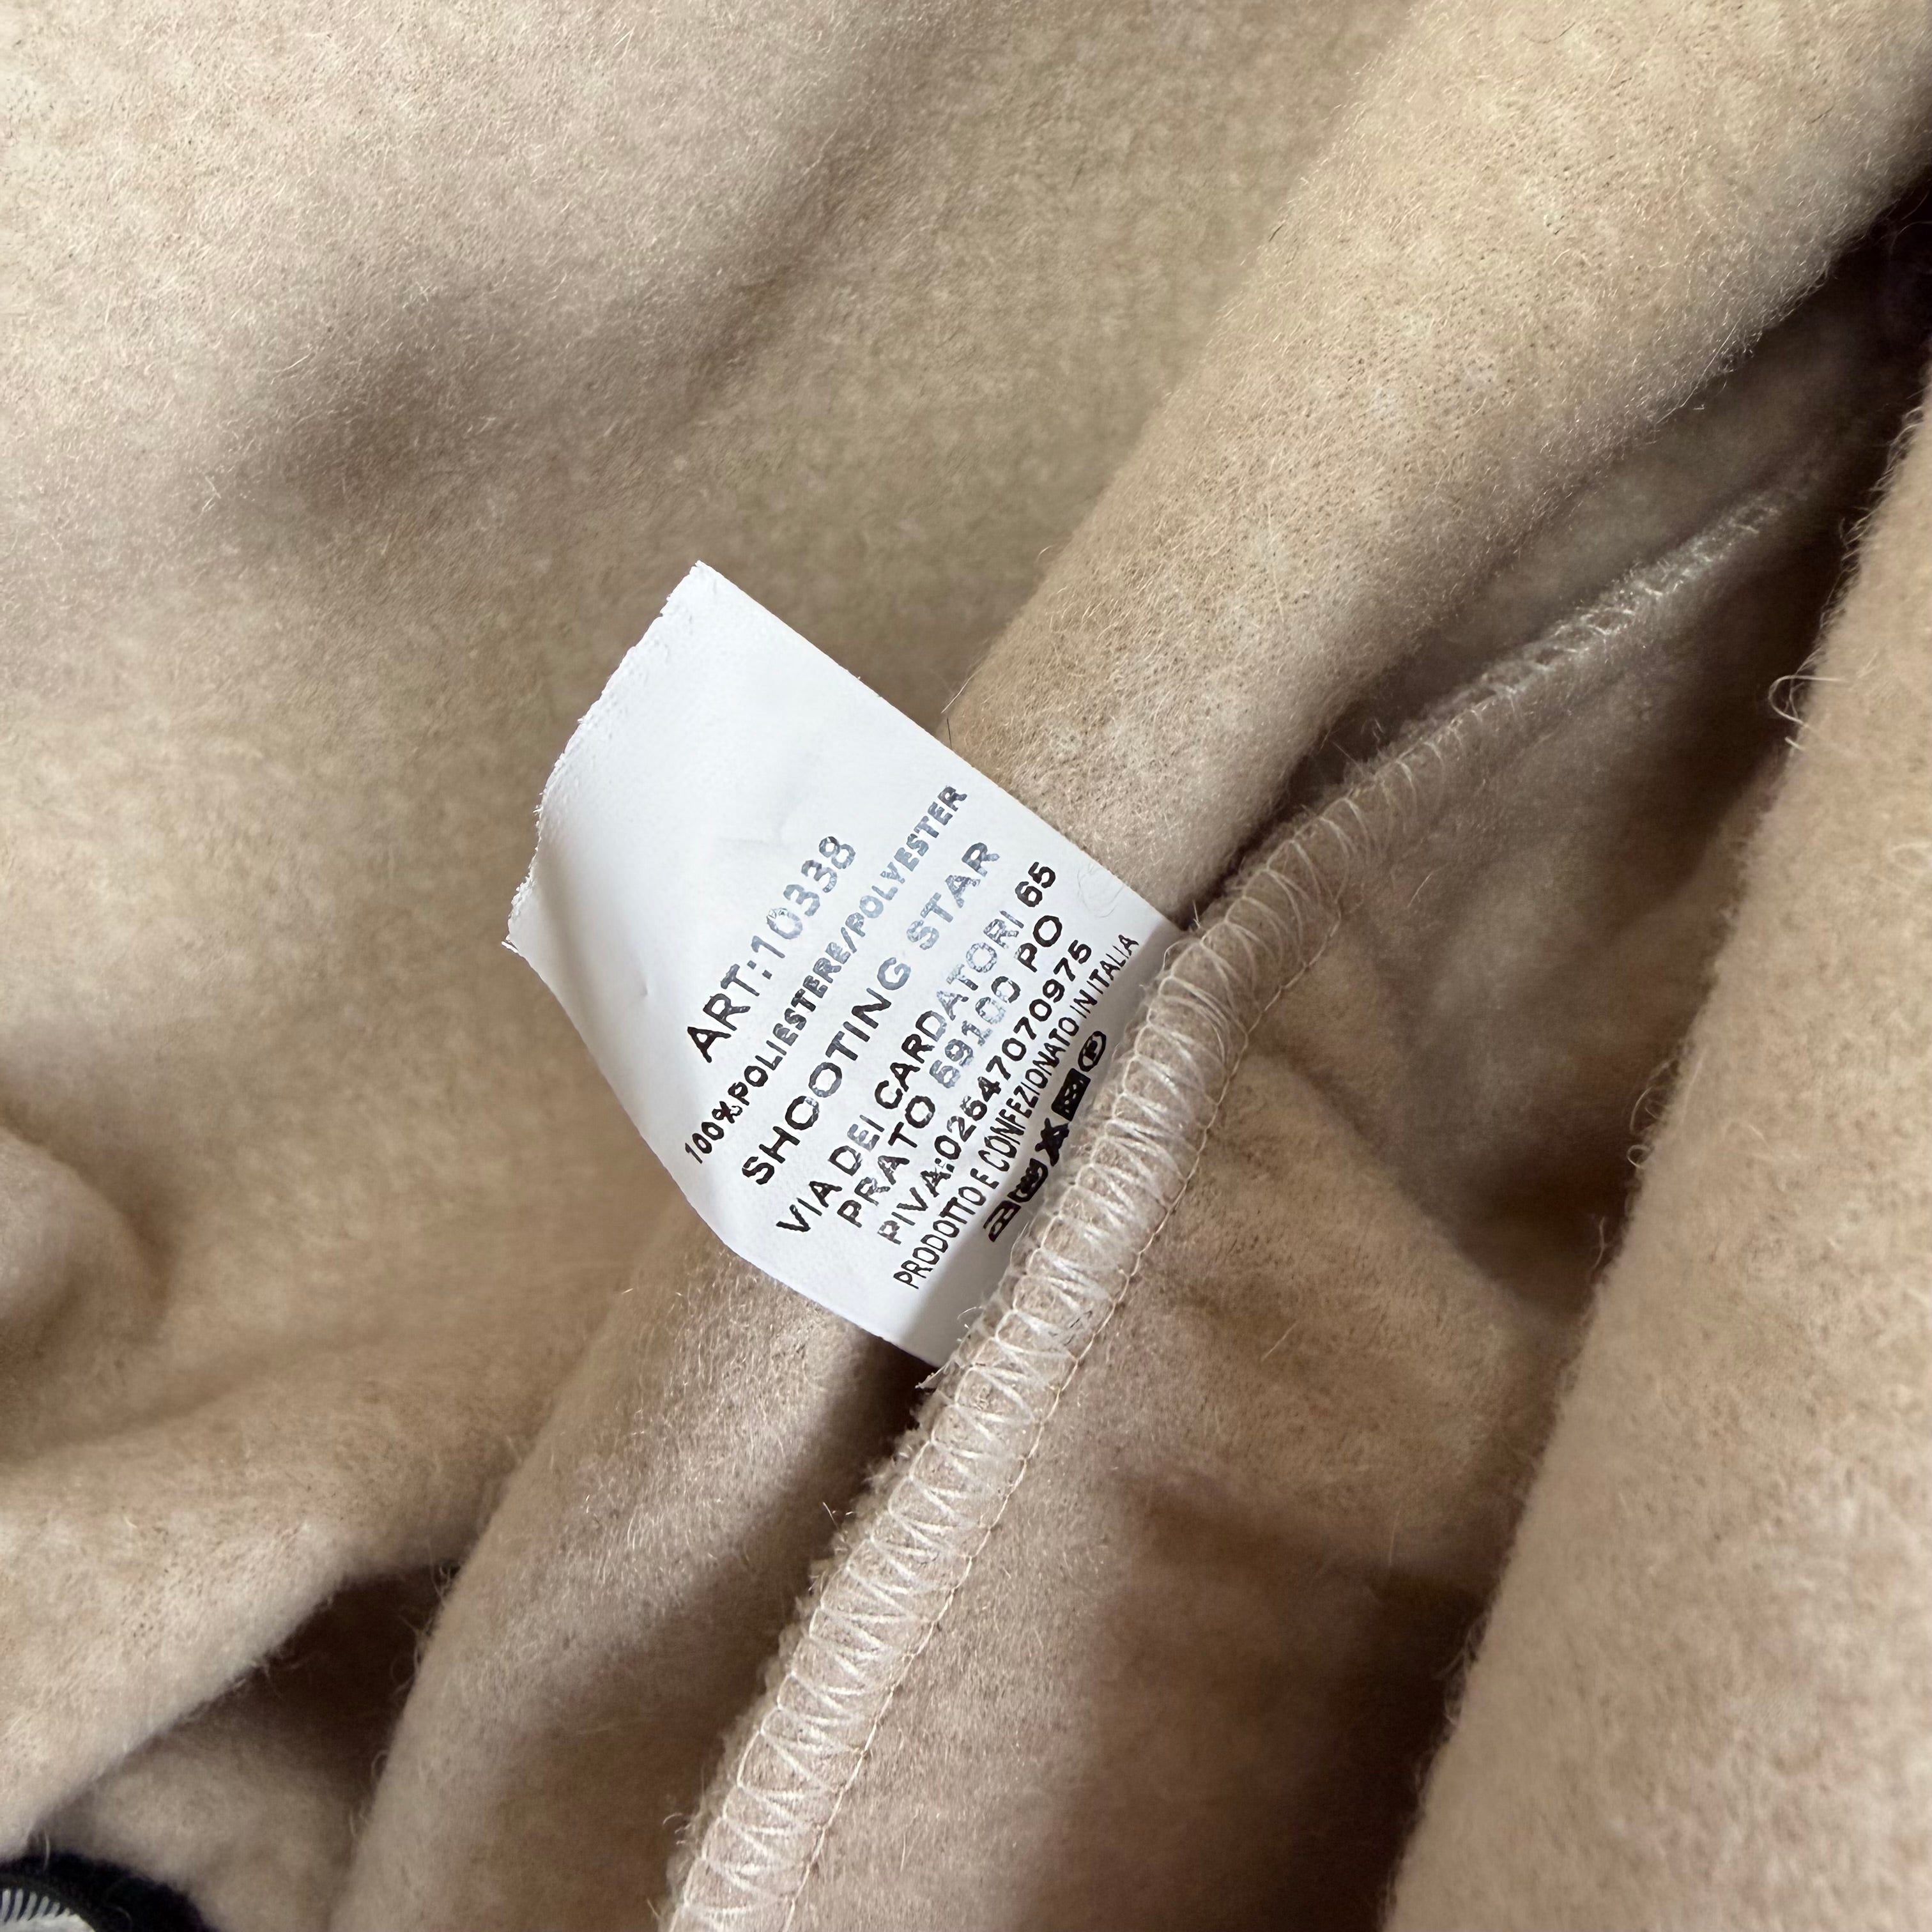 ART:10338
100%POLIESTERE/POLYESTER
SHOOTING STAR
VIA DEI CARDATORI 65
PRATO 59100 PO
PIVA:02647070975
PRODOTTO E CONFEZIONATO IN ITALIA